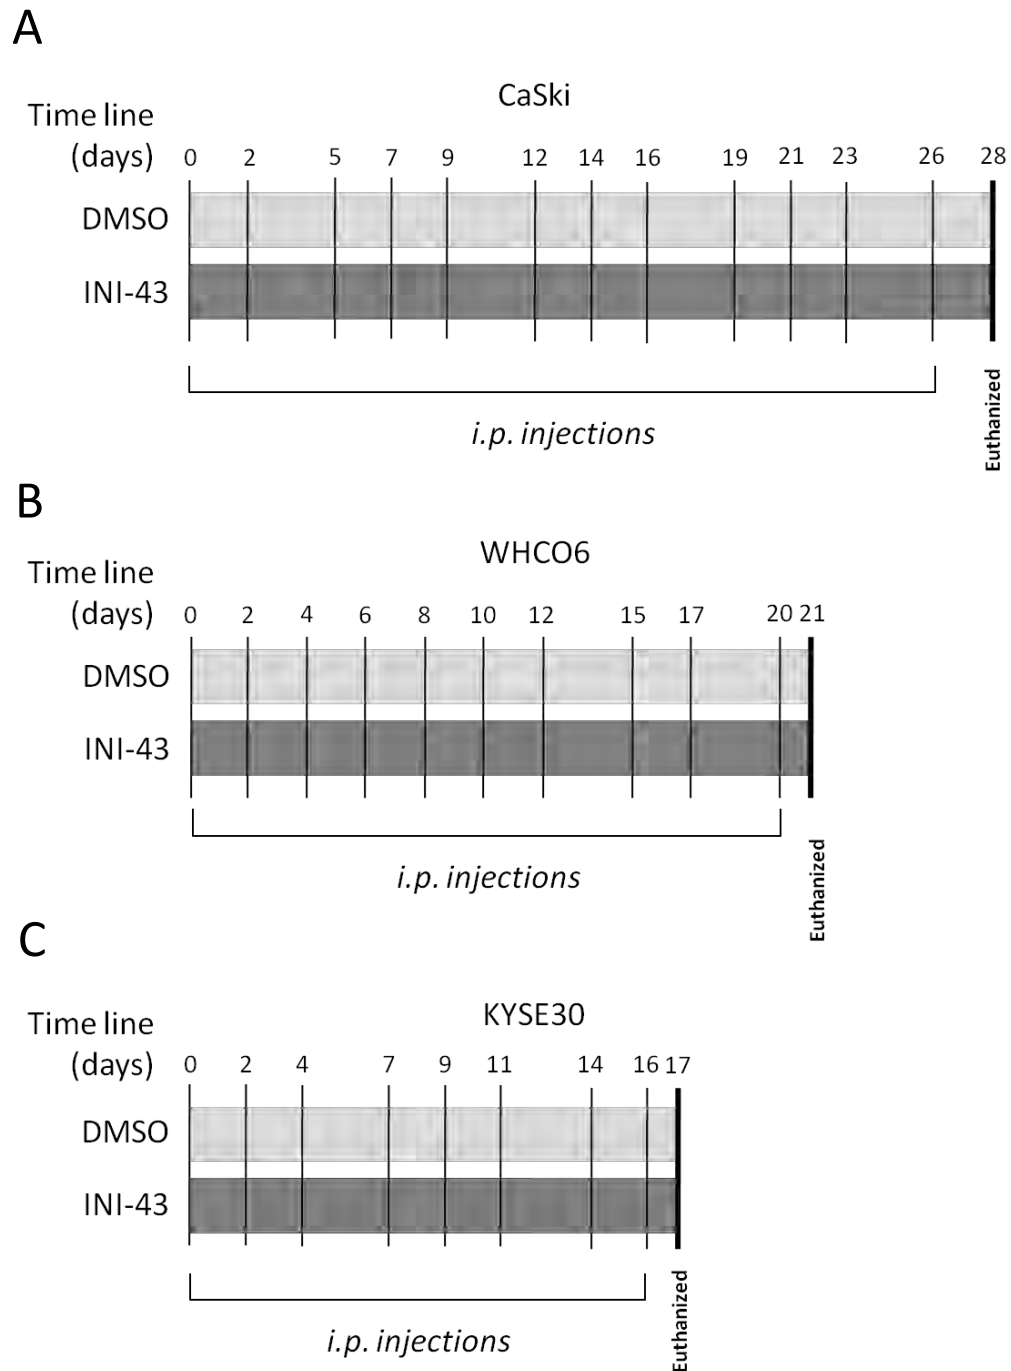 A
CaSki
Time line
(days) 0 2 5 7 9 12 14 16 19 21 23 26 28
DMSO
INI-43
i.p. injections
Euthanized
B
WHCO6
Time line
(days) 0 2 4 6 8 10 12 15 17 20 21
DMSO
INI-43
i.p. injections
Euthanized
C
KYSE30
Time line
(days) 0 2 4 7 9 11 14 16 17
DMSO
INI-43
i.p. injections
Euthanized